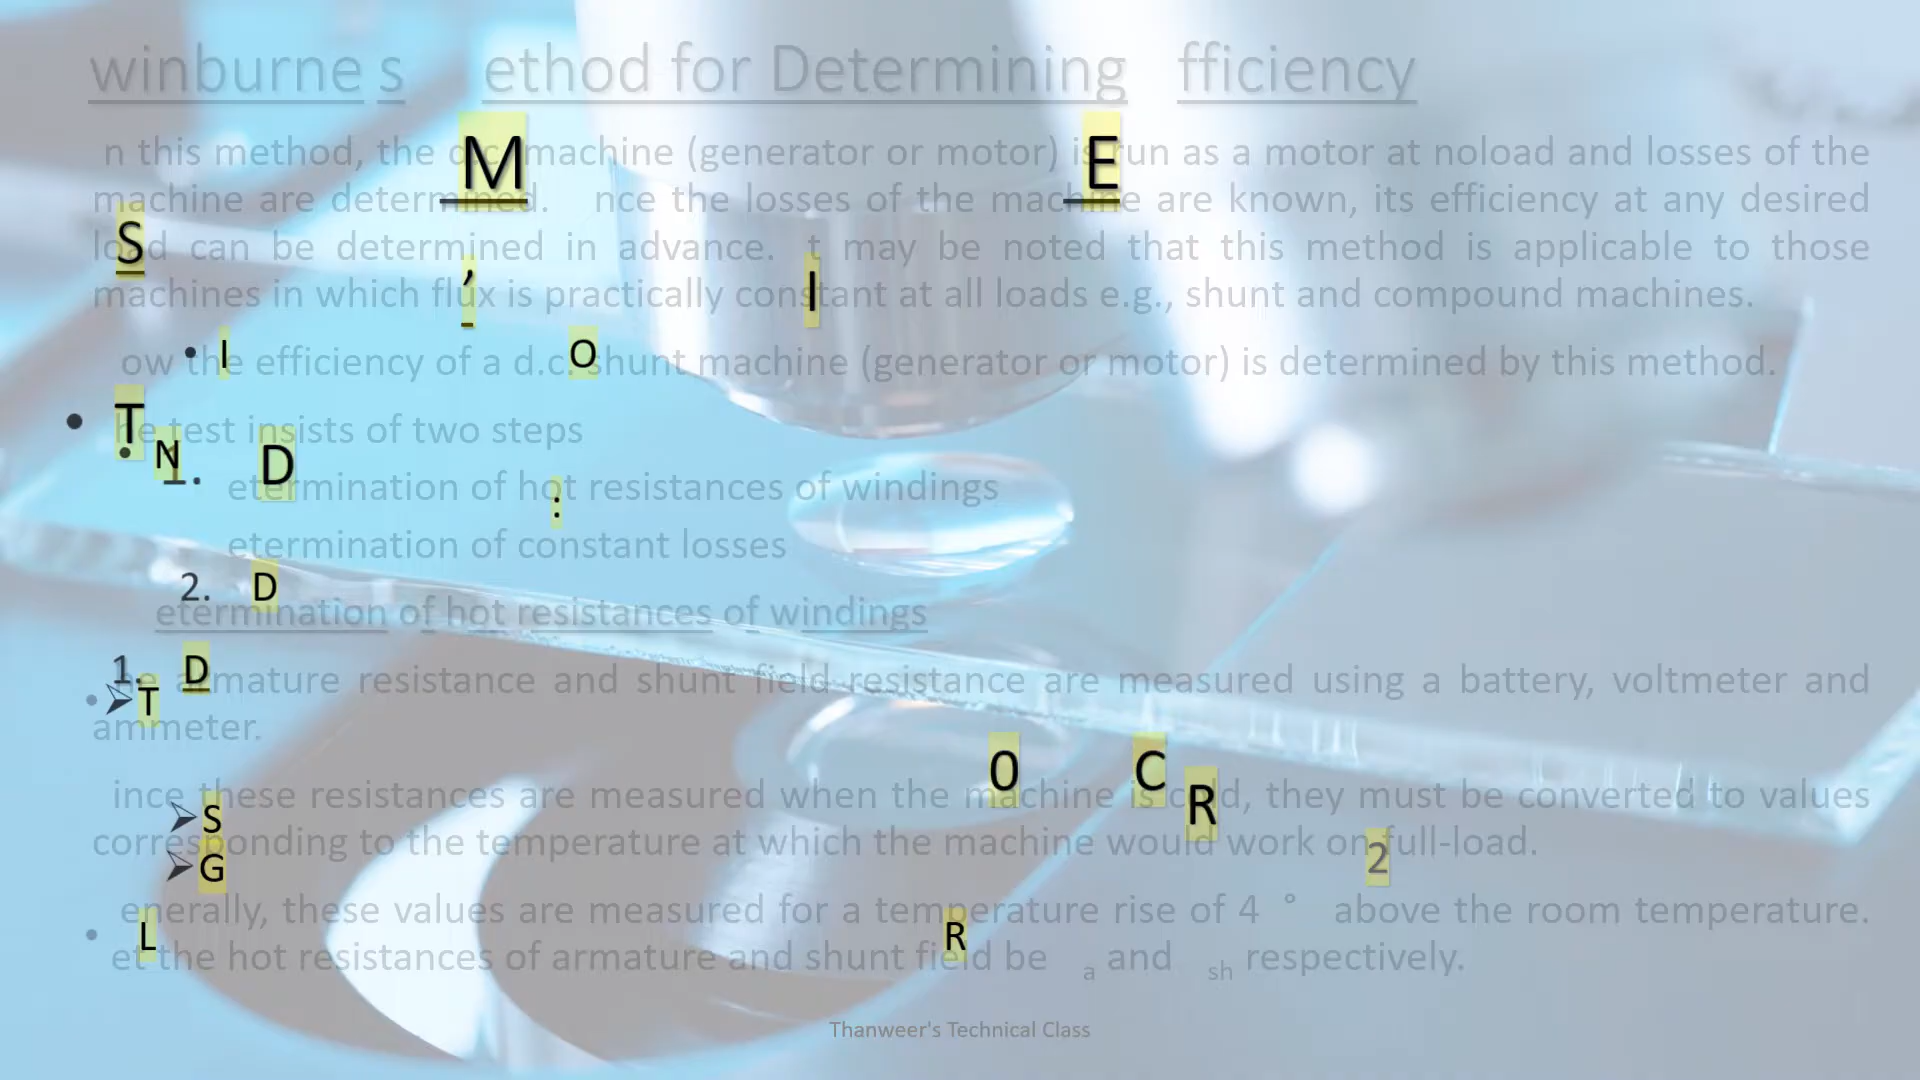 winburne s ethod for Determining fficiency
M E
n this method, the d.c. machine (generator or motor) is run as a motor at noload and losses of the
machine are determined. nce the losses of the machine are known, its efficiency at any desired
S
load can be determined in advance. t may be noted that this method is applicable to those
, I
machines in which flux is practically constant at all loads e.g., shunt and compound machines.
• I O
ow the efficiency of a d.c. shunt machine (generator or motor) is determined by this method.
• T
he test insists of two steps
• N
1. D
etermination of hot resistances of windings
:
etermination of constant losses
2. D
etermination of hot resistances of windings
1. D
he armature resistance and shunt field resistance are measured using a battery, voltmeter and
• ➢ T
ammeter.
0 C
ince these resistances are measured when the machine is cold, they must be converted to values
R
➢ S
corresponding to the temperature at which the machine would work on full-load.
2
➢ G
enerally, these values are measured for a temperature rise of 4 ° above the room temperature.
• L R
et the hot resistances of armature and shunt field be a and sh respectively.
Thanweer's Technical Class